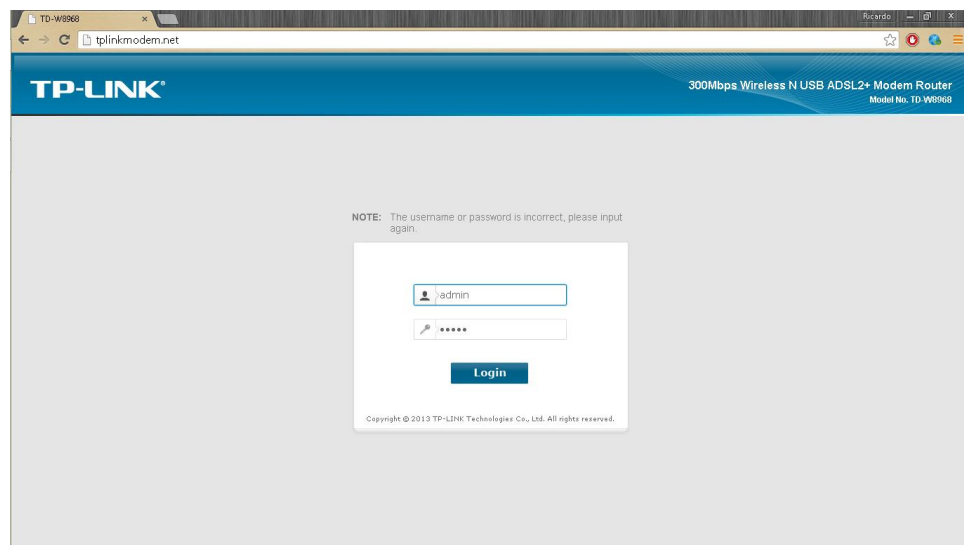 TD-W8968
Ricardo
tplinkmodem.net
TP-LINK®
300Mbps Wireless N USB ADSL2+ Modem Router
Model No. TD-W8968
NOTE: The username or password is incorrect, please input
again.
admin
•••••
Login
Copyright © 2013 TP-LINK Technologies Co., Ltd. All rights reserved.